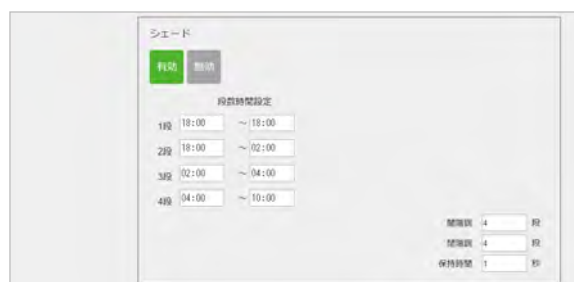 シェード
有効 無効
段数時間設定
1段 18:00 ～ 18:00
2段 18:00 ～ 02:00
3段 02:00 ～ 04:00
4段 04:00 ～ 10:00
4 段
4 段
保持時間 1 秒